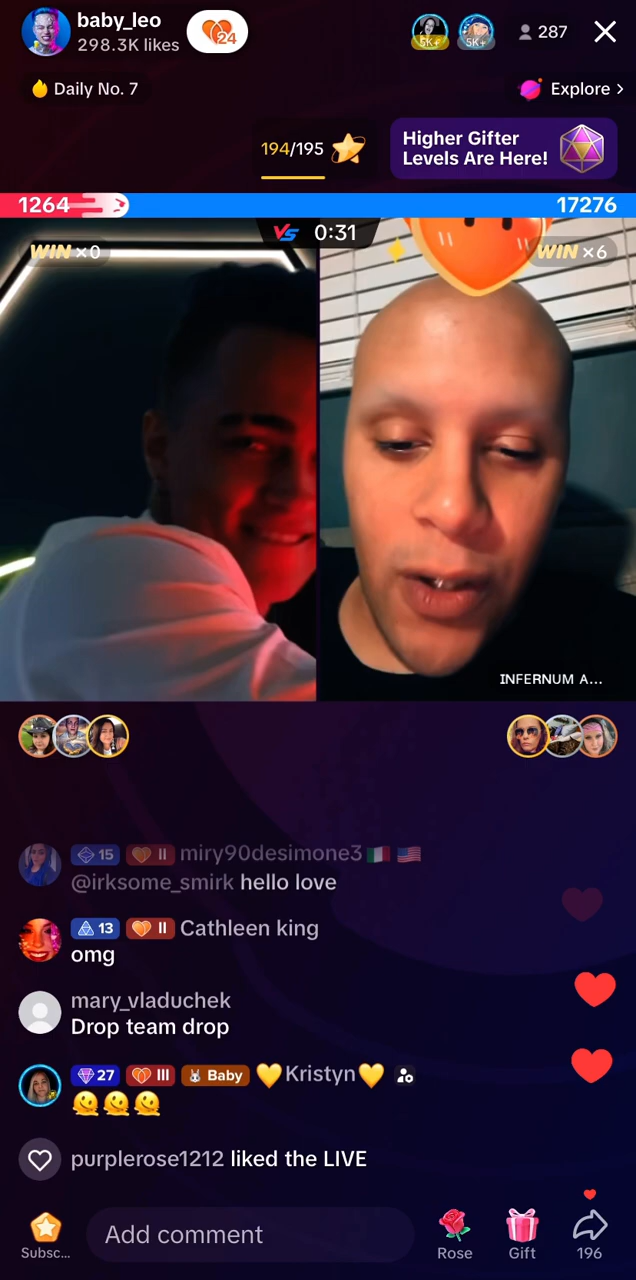 baby_leo
298.3K likes
24
5K+
5K+
287
Daily No. 7
Explore >
194/195
Higher Gifter
Levels Are Here!
1264
17276
VS 0:31
WIN ×0
WIN ×6
INFERNUM A...
15 II miry90desimone3
@irksome_smirk hello love
13 II Cathleen king
omg
mary_vladuchek
Drop team drop
27 III Baby Kristyn
purplerose1212 liked the LIVE
Add comment
Subsc...
Rose
Gift
196